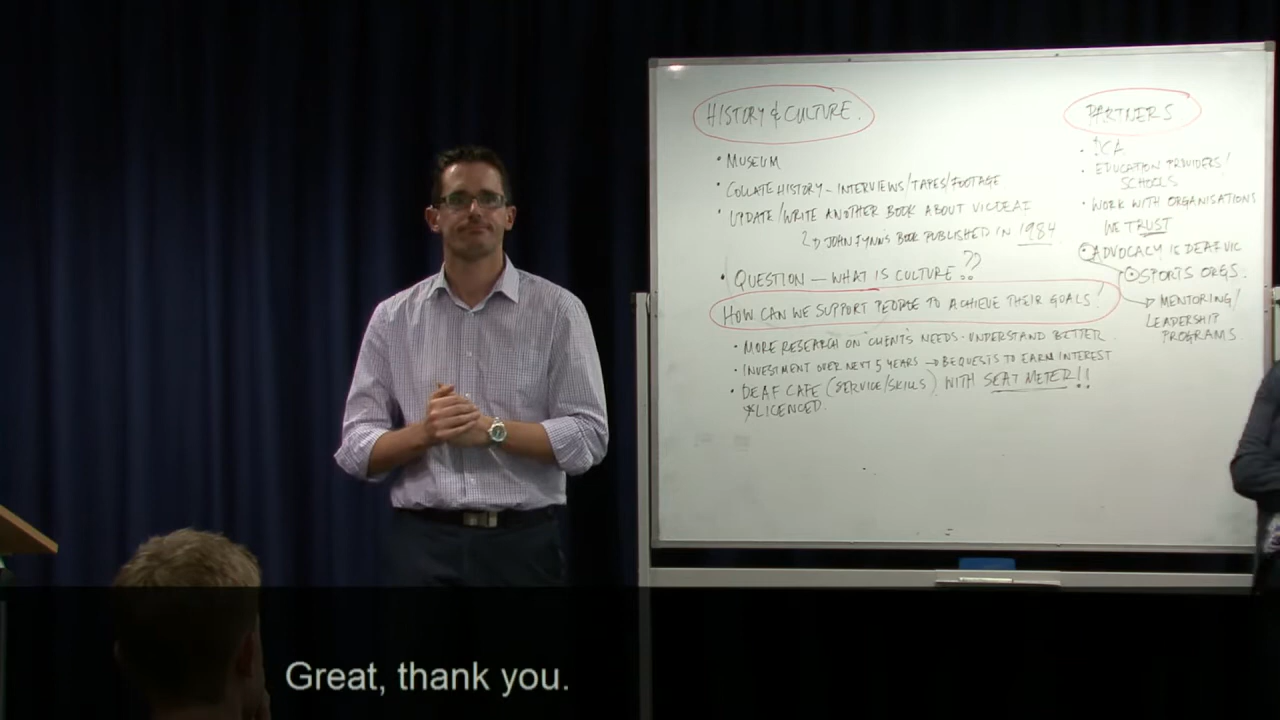 HISTORY & CULTURE.
• MUSEUM
• COLLATE HISTORY – INTERVIEWS/TAPES/FOOTAGE
• UPDATE/WRITE ANOTHER BOOK ABOUT VICDEAF
JOHN FLYNN'S BOOK PUBLISHED IN 1984
• QUESTION – WHAT IS CULTURE??
HOW CAN WE SUPPORT PEOPLE TO ACHIEVE THEIR GOALS!
• MORE RESEARCH ON CLIENT'S NEEDS - UNDERSTAND BETTER
• INVESTMENT OVER NEXT 5 YEARS → BEQUESTS TO EARN INTEREST
• DEAF CAFE (SERVICE/SKILLS) WITH SEAT METER!!
* LICENCED.
PARTNERS
• EDUCATION PROVIDERS/
SCHOOLS
• WORK WITH ORGANISATIONS
WE TRUST
ADVOCACY IS DEAF VIC
SPORTS ORGS.
MENTORING/
LEADERSHIP
PROGRAMS
Great, thank you.